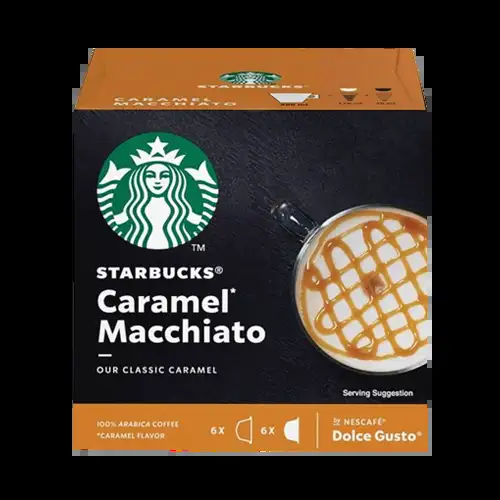 STARBUCKS
CARAMEL
MACCHIATO
TM
STARBUCKS®
Caramel*
Macchiato
OUR CLASSIC CARAMEL
Serving Suggestion
100% ARABICA COFFEE
*CARAMEL FLAVOR
6X 6X
by NESCAFÉ®
Dolce Gusto®